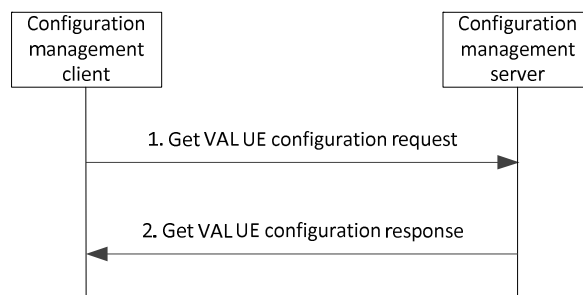 Configuration
management
client
Configuration
management
server
1. Get VAL UE configuration request
2. Get VAL UE configuration response